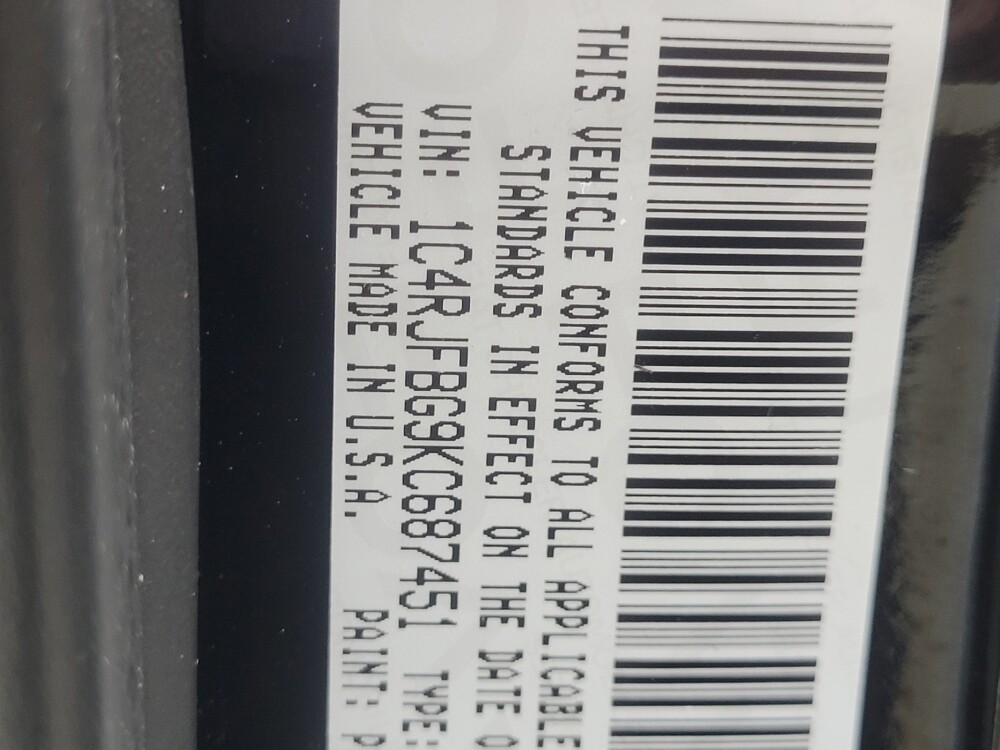 THIS VEHICLE CONFORMS TO ALL APPLICABLE
STANDARDS IN EFFECT ON THE DATE O
VIN: 1C4RJFBG9KC687451 TYPE:
VEHICLE MADE IN U.S.A. PAINT: P